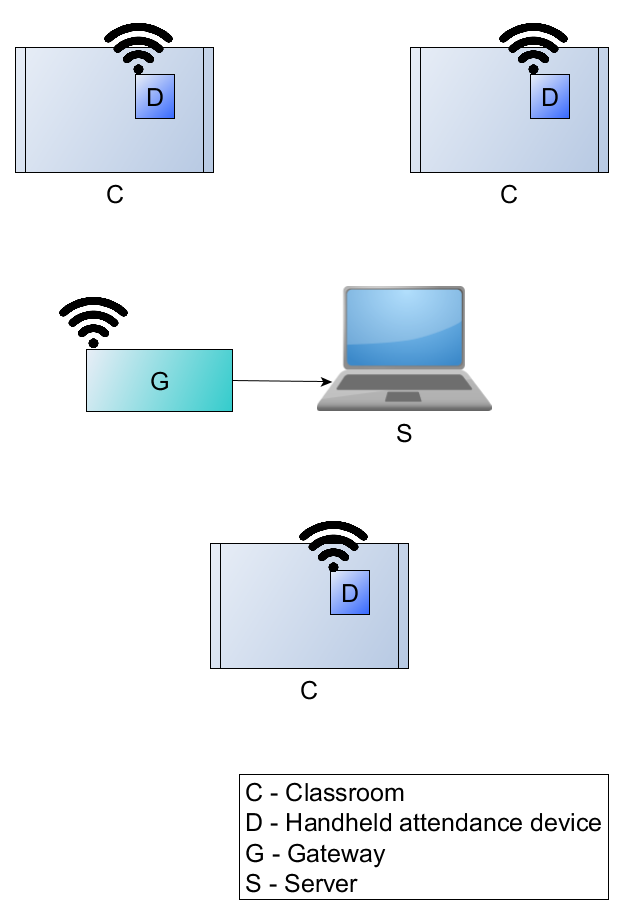 D
D
C
C
G
S
D
C
C - Classroom
D - Handheld attendance device
G - Gateway
S - Server